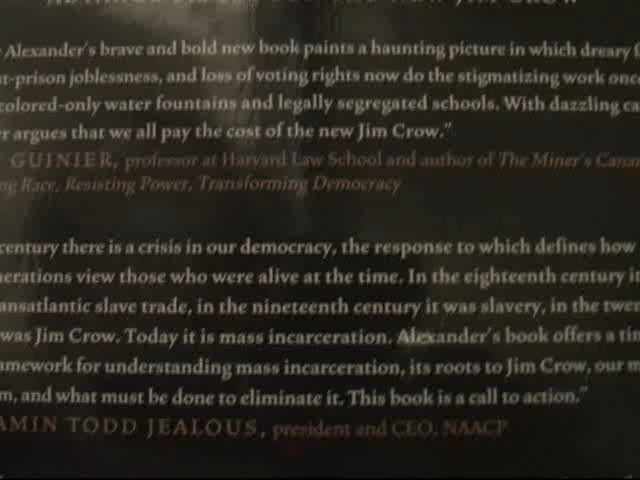 Alexander's brave and bold new book paints a haunting picture in which dreary
-prison joblessness, and loss of voting rights now do the stigmatizing work once
colored-only water fountains and legally segregated schools. With dazzling
argues that we all pay the cost of the new Jim Crow."
GUINIER, professor at Harvard Law School and author of The Miner's
Race, Resisting Power, Transforming Democracy
century there is a crisis in our democracy, the response to which defines how
view those who were alive at the time. In the eighteenth century
slave trade, in the nineteenth century it was slavery, in the
was Jim Crow. Today it is mass incarceration. Alexander's book offers a
for understanding mass incarceration, its roots to Jim Crow, our
and what must be done to eliminate it. This book is a call to action."
AMIN TODD JEALOUS, president and CEO, NAACP